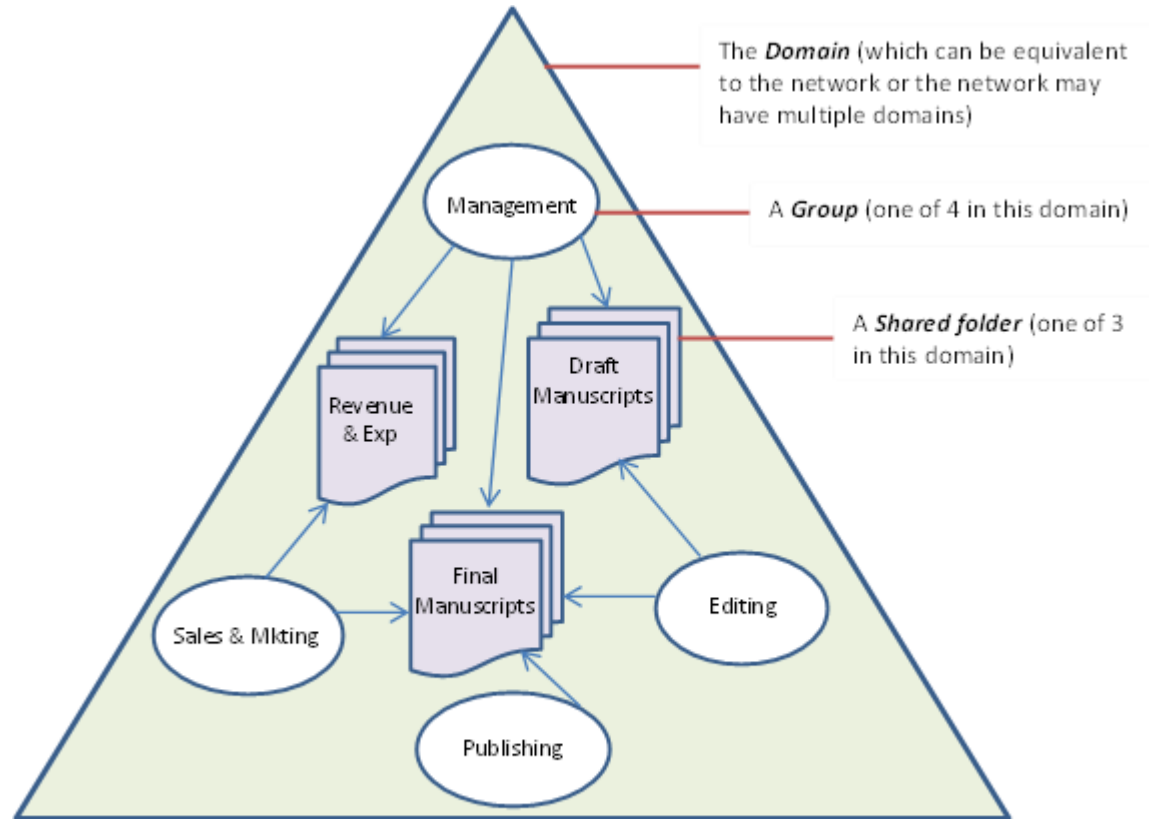 The Domain (which can be equivalent
to the network or the network may
have multiple domains)
Management
A Group (one of 4 in this domain)
A Shared folder (one of 3
in this domain)
Draft
Manuscripts
Revenue
& Exp
Final
Manuscripts
Editing
Sales & Mkting
Publishing